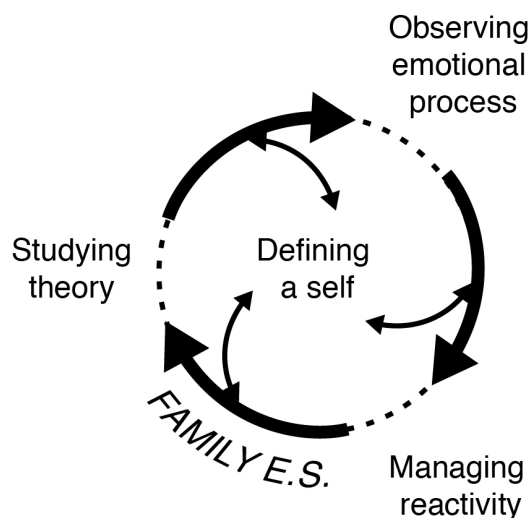 Observing
emotional
process
Studying
theory
Defining
a self
FAMILY E.S.
Managing
reactivity